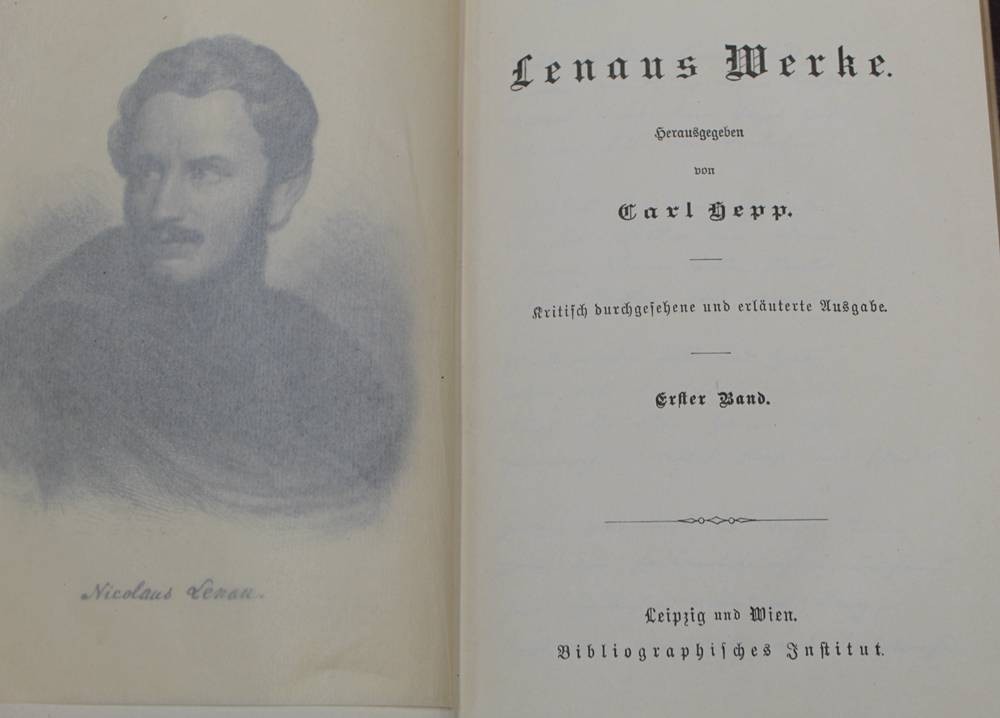 Nicolaus Lenau.
Lenaus Werke.
Herausgegeben
von
Carl Hepp.
Kritiſch durchgeſehene und erläuterte Ausgabe.
Erſter Band.
Leipzig und Wien.
Bibliographiſches Inſtitut.